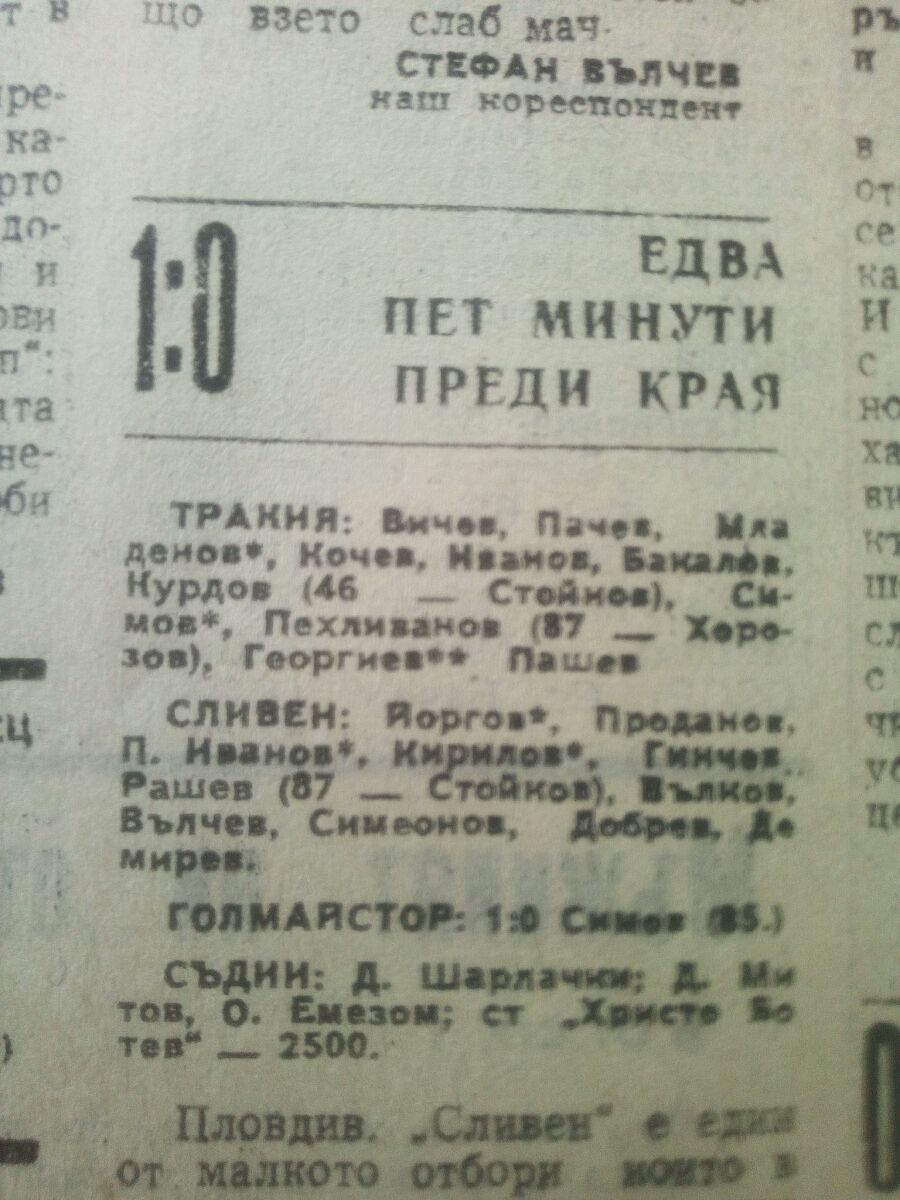 що взето слаб мач.
СТЕФАН ВЪЛЧЕВ
наш кореспондент
1:0
ЕДВА
ПЕТ МИНУТИ
ПРЕДИ КРАЯ
ТРАКИЯ: Вичев, Пачев, Мла
денов*, Кочев, Иванов, Бакалов,
Курдов (46 — Стойнов), Си-
мов*, Пехливанов (87 — Хоро-
зов), Георгиев** Пашев
СЛИВЕН: Йоргов*, Проданов,
П. Иванов*, Кирилов*, Гинчев
Рашев (87 — Стойков), Вълков,
Вълчев, Симеонов, Добрев, Де
мирев.
ГОЛМАЙСТОР: 1:0 Симов (85.)
СЪДИИ: Д. Шарлачки; Д. Ми
тов, О. Емезом; ст „Христо Бо
тев“ — 2500.
Пловдив. „Сливен“ е един
от малкото отбори които в